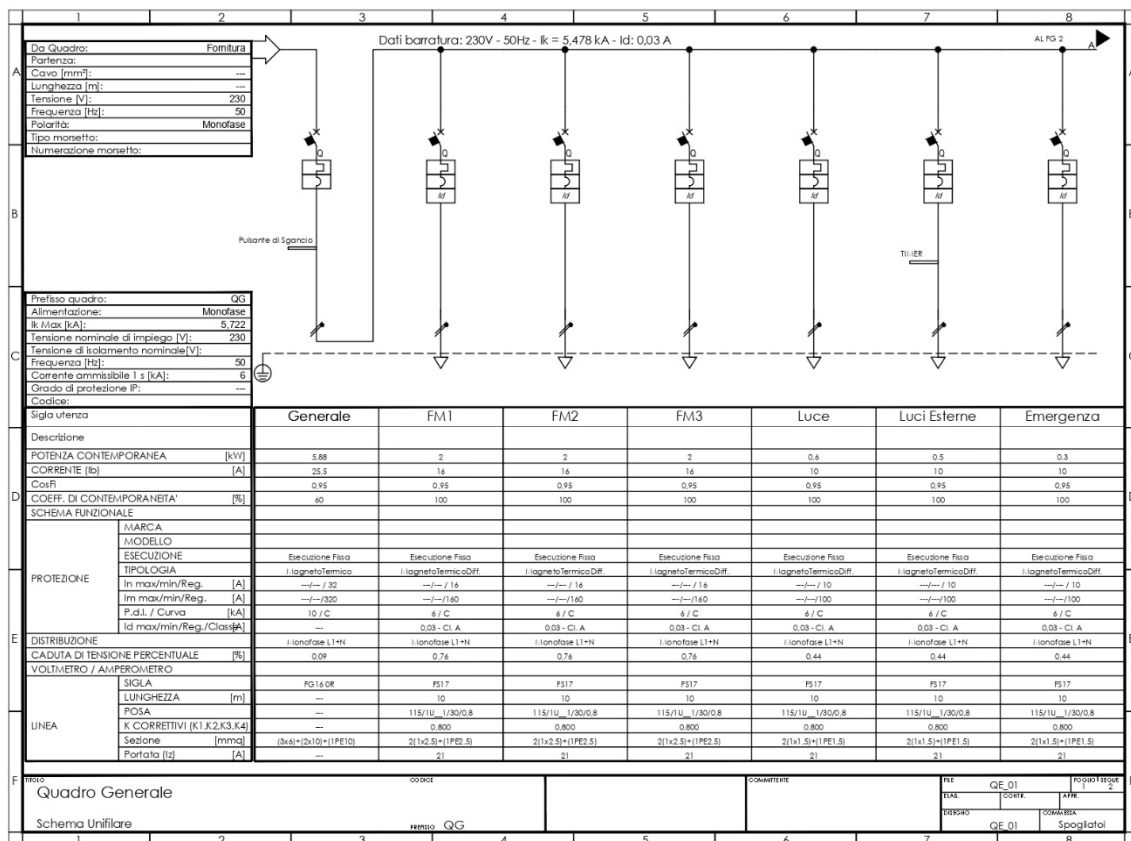 1 2 3 4 5 6 7 8
A
B
C
D
E
F
Da Quadro: Fornitura
Partenza:
Cavo [mm²]: ---
Lunghezza [m]: ---
Tensione [V]: 230
Frequenza [Hz]: 50
Polarità: Monofase
Tipo morsetto:
Numerazione morsetto:
Dati barratura: 230V - 50Hz - Ik = 5,478 kA - Id: 0,03 A
AL FG 2
A
Q Q Q Q Q Q Q
Id Id Id Id Id Id
Pulsante di Sgancio
TIMER
Prefisso quadro: QG
Alimentazione: Monofase
Ik Max [kA]: 5,722
Tensione nominale di impiego [V]: 230
Tensione di isolamento nominale[V]:
Frequenza [Hz]: 50
Corrente ammissibile 1 s [kA]: 6
Grado di protezione IP: ---
Codice:
Sigla utenza Generale FM1 FM2 FM3 Luce Luci Esterne Emergenza
Descrizione
POTENZA CONTEMPORANEA [kW] 5,88 2 2 2 0,6 0,5 0,3
CORRENTE (Ib) [A] 25,5 16 16 16 10 10 10
CosFi 0,95 0,95 0,95 0,95 0,95 0,95 0,95
COEFF. DI CONTEMPORANEITA' [%] 60 100 100 100 100 100 100
SCHEMA FUNZIONALE
PROTEZIONE
MARCA
MODELLO
ESECUZIONE Esecuzione Fissa Esecuzione Fissa Esecuzione Fissa Esecuzione Fissa Esecuzione Fissa Esecuzione Fissa Esecuzione Fissa
TIPOLOGIA MagnetoTermico MagnetoTermicoDiff. MagnetoTermicoDiff. MagnetoTermicoDiff. MagnetoTermicoDiff. MagnetoTermicoDiff. MagnetoTermicoDiff.
In max/min/Reg. [A] ---/--- / 32 ---/--- / 16 ---/--- / 16 ---/--- / 16 ---/--- / 10 ---/--- / 10 ---/--- / 10
Im max/min/Reg. [A] ---/---/320 ---/---/160 ---/---/160 ---/---/160 ---/---/100 ---/---/100 ---/---/100
P.d.I. / Curva [kA] 10 / C 6 / C 6 / C 6 / C 6 / C 6 / C 6 / C
Id max/min/Reg./Classe [A] --- 0,03 - Cl. A 0,03 - Cl. A 0,03 - Cl. A 0,03 - Cl. A 0,03 - Cl. A 0,03 - Cl. A
DISTRIBUZIONE Monofase L1+N Monofase L1+N Monofase L1+N Monofase L1+N Monofase L1+N Monofase L1+N Monofase L1+N
CADUTA DI TENSIONE PERCENTUALE [%] 0,09 0,76 0,76 0,76 0,44 0,44 0,44
VOLTMETRO / AMPEROMETRO
LINEA
SIGLA FG16OR FS17 FS17 FS17 FS17 FS17 FS17
LUNGHEZZA [m] --- 10 10 10 10 10 10
POSA --- 115/1U__1/30/0,8 115/1U__1/30/0,8 115/1U__1/30/0,8 115/1U__1/30/0,8 115/1U__1/30/0,8 115/1U__1/30/0,8
K CORRETTIVI (K1,K2,K3,K4) --- 0,800 0,800 0,800 0,800 0,800 0,800
Sezione [mmq] (3x6)+(2x10)+(1PE10) 2(1x2.5)+(1PE2.5) 2(1x2.5)+(1PE2.5) 2(1x2.5)+(1PE2.5) 2(1x1.5)+(1PE1.5) 2(1x1.5)+(1PE1.5) 2(1x1.5)+(1PE1.5)
Portata (Iz) [A] --- 21 21 21 21 21 21
TITOLO
Quadro Generale
Schema Unifilare
CODICE
PREFISSO QG
COMMITTENTE
FILE QE_01
FOGLIO 1 SEGUE 2
ELAB. CONTR. APPR.
DISEGNO QE_01
COMMESSA Spogliatoi
1 2 3 4 5 6 7 8